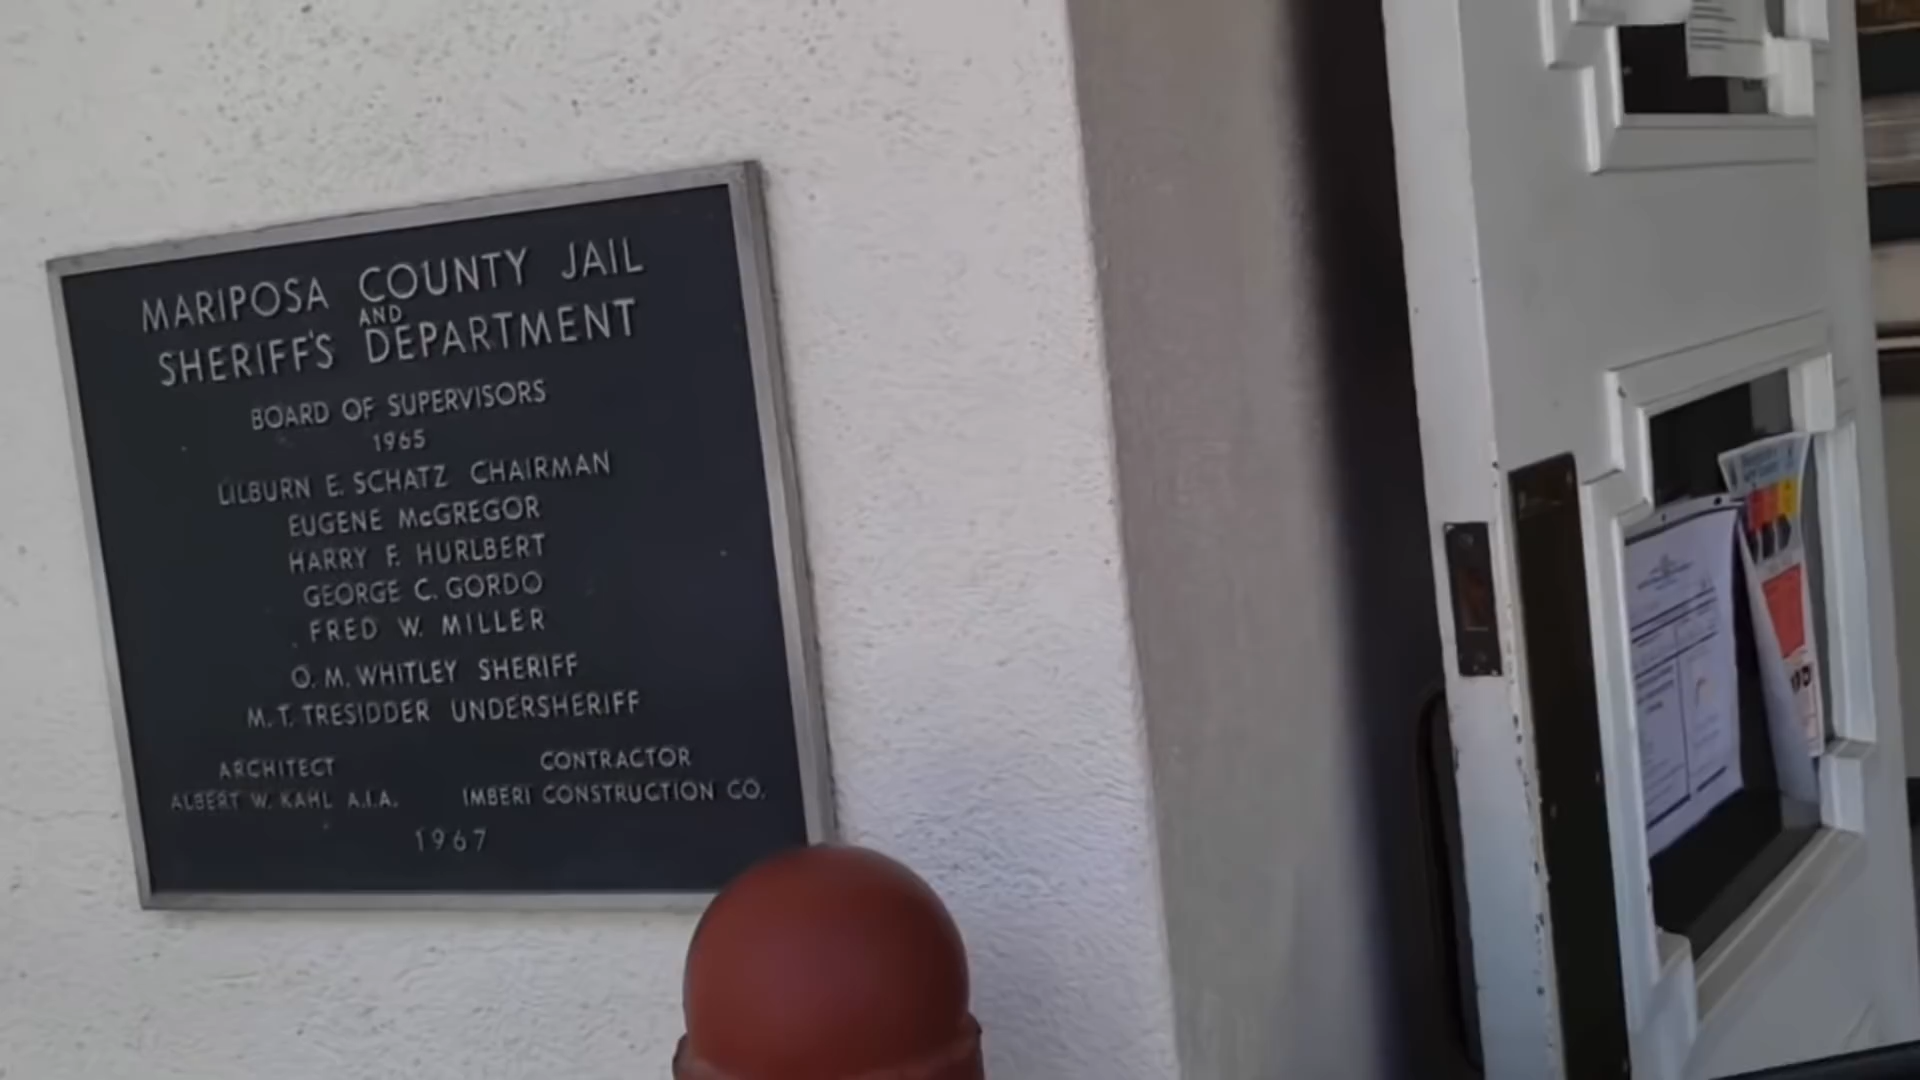 MARIPOSA COUNTY JAIL
AND
SHERIFF'S DEPARTMENT
BOARD OF SUPERVISORS
1965
LILBURN E. SCHATZ CHAIRMAN
EUGENE McGREGOR
HARRY F. HURLBERT
GEORGE C. GORDO
FRED W. MILLER
O. M. WHITLEY SHERIFF
M. T. TRESIDDER UNDERSHERIFF
ARCHITECT CONTRACTOR
ALBERT W. KAHL A.I.A. IMBERI CONSTRUCTION CO.
1967